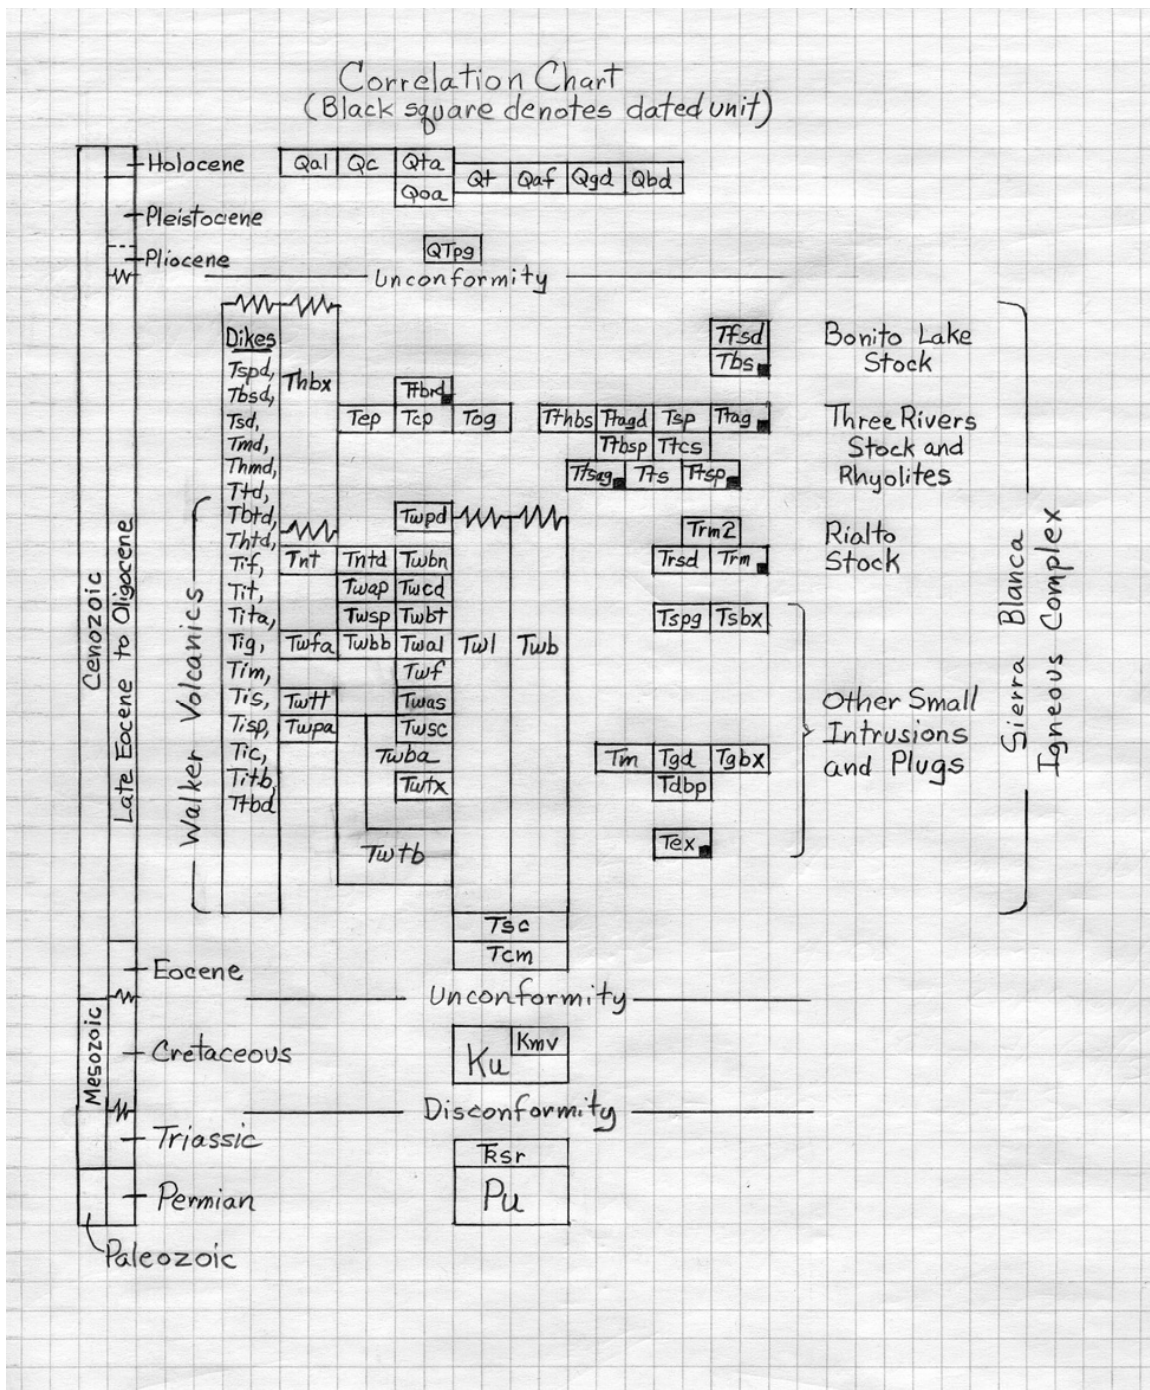 Correlation Chart
(Black square denotes dated unit)
Holocene
Qal Qc Qta
Qt Qaf Qgd Qbd
Qoa
Pleistocene
QTpg
Pliocene
Unconformity
Dikes
Tspd,
Tbsd,
Tsd,
Tmd,
Thmd,
Ttd,
Tbtd,
Thtd,
Tif,
Tit,
Tita,
Tig,
Tim,
Tis,
Tisp,
Tic,
Titb,
Ttbd
Thbx
Ttbrd
Tep Tcp Tog
Tfsd
Tbs
Bonito Lake
Stock
Tthbs Ttagd Tsp Ttag
Ttbsp Ttcs
Ttsag Tts Ttsp
Three Rivers
Stock and
Rhyolites
Twpd
Tnt Tntd Twbn
Twap Twcd
Twsp Twbt
Twfa Twbb Twal Twl Twb
Twf
Twtt Twas
Twpa Twsc
Twba
Twtx
Twtb
Trm2
Trsd Trm
Rialto
Stock
Tspg Tsbx
Tm Tgd Tgbx
Tdbp
Tex
Other Small
Intrusions
and Plugs
Sierra Blanca
Igneous Complex
Walker Volcanics
Late Eocene to Oligocene
Cenozoic
Tsc
Tcm
Eocene
Unconformity
Mesozoic
Cretaceous
Ku Kmv
Disconformity
Triassic
T̶Rsr
Permian
Pu
Paleozoic